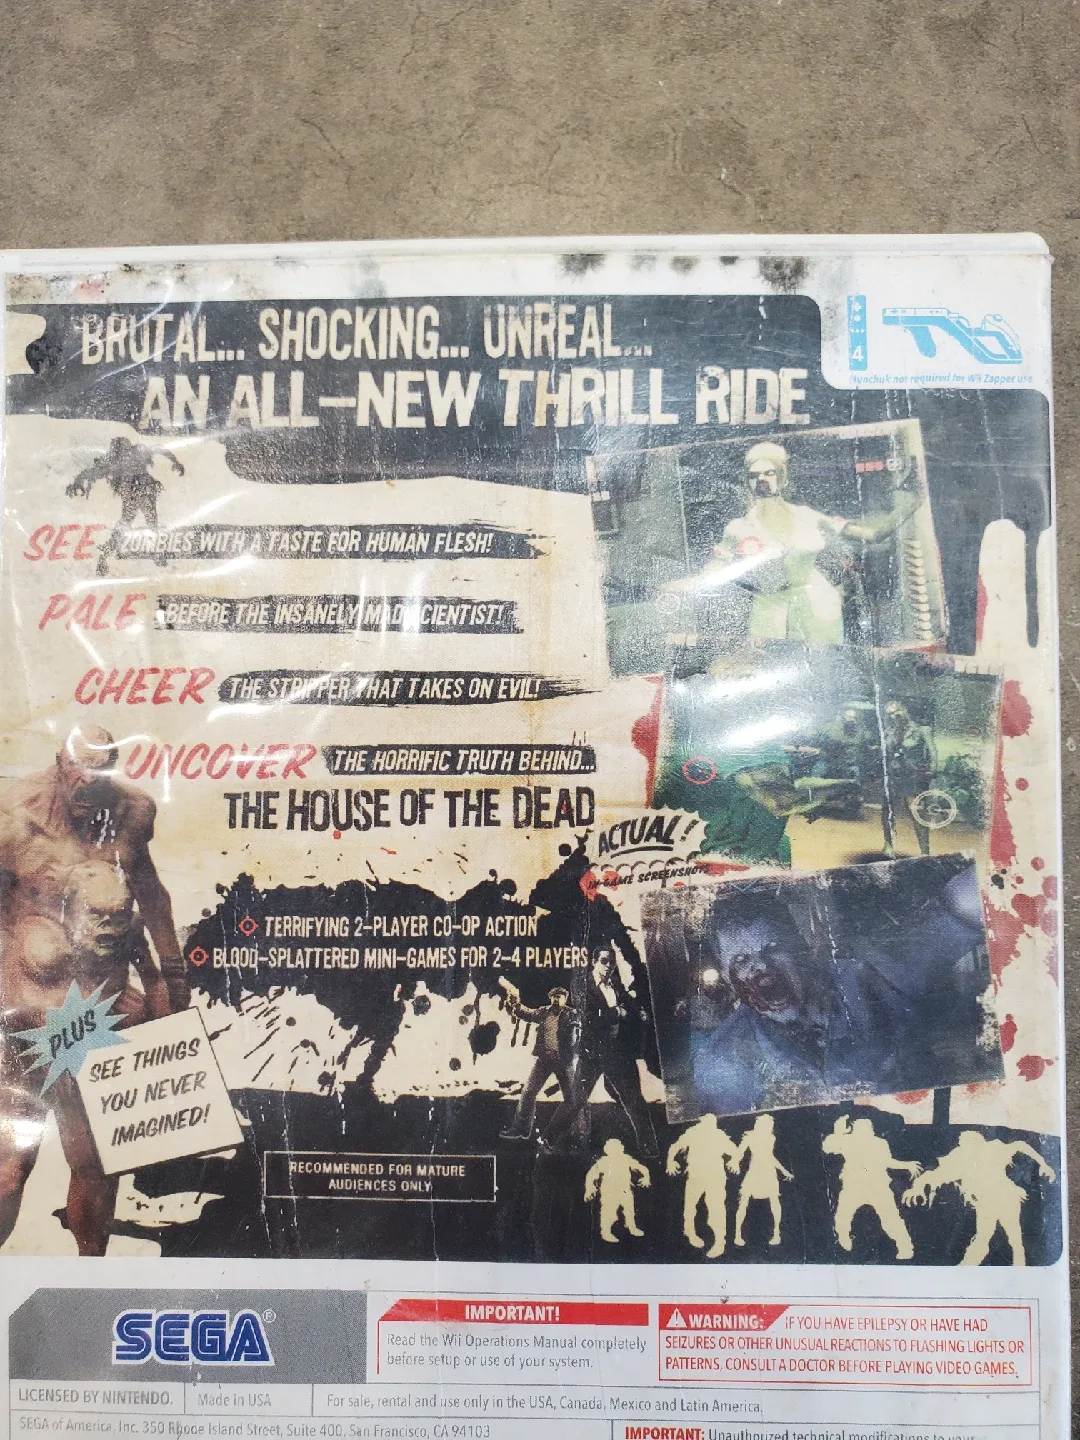 BRUTAL... SHOCKING... UNREAL...
AN ALL-NEW THRILL RIDE
4
Nunchuk not required for Wii Zapper use
SEE ZOMBIES WITH A TASTE FOR HUMAN FLESH!
PALE BEFORE THE INSANELY MAD SCIENTIST!
CHEER THE STRIPPER THAT TAKES ON EVIL!
UNCOVER THE HORRIFIC TRUTH BEHIND...
THE HOUSE OF THE DEAD
ACTUAL!
IN-GAME SCREENSHOTS
TERRIFYING 2-PLAYER CO-OP ACTION
BLOOD-SPLATTERED MINI-GAMES FOR 2-4 PLAYERS
PLUS
SEE THINGS
YOU NEVER
IMAGINED!
RECOMMENDED FOR MATURE
AUDIENCES ONLY
SEGA®
IMPORTANT!
Read the Wii Operations Manual completely
before setup or use of your system.
WARNING: IF YOU HAVE EPILEPSY OR HAVE HAD
SEIZURES OR OTHER UNUSUAL REACTIONS TO FLASHING LIGHTS OR
PATTERNS, CONSULT A DOCTOR BEFORE PLAYING VIDEO GAMES.
LICENSED BY NINTENDO.
Made in USA
For sale, rental and use only in the USA, Canada, Mexico and Latin America.
SEGA of America, Inc. 350 Rhode Island Street, Suite 400, San Francisco, CA 94103
IMPORTANT: Unauthorized technical modifications to your